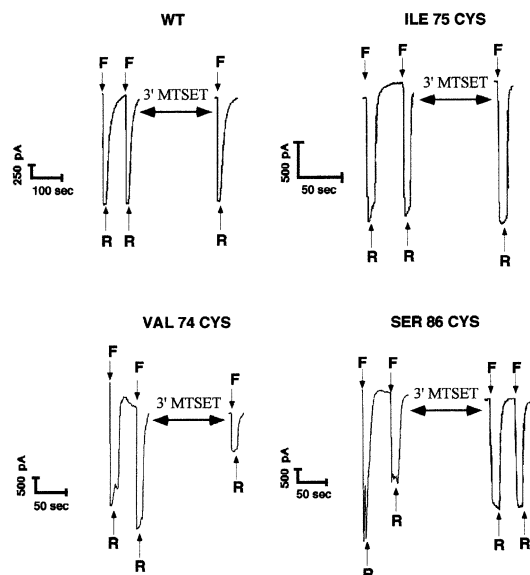 WT
F F F
3' MTSET
250 pA
100 sec
R R R
ILE 75 CYS
F F F
3' MTSET
500 pA
50 sec
R R R
VAL 74 CYS
F F F
3' MTSET
500 pA
50 sec
R R R
SER 86 CYS
F F F F
3' MTSET
500 pA
50 sec
R R R R